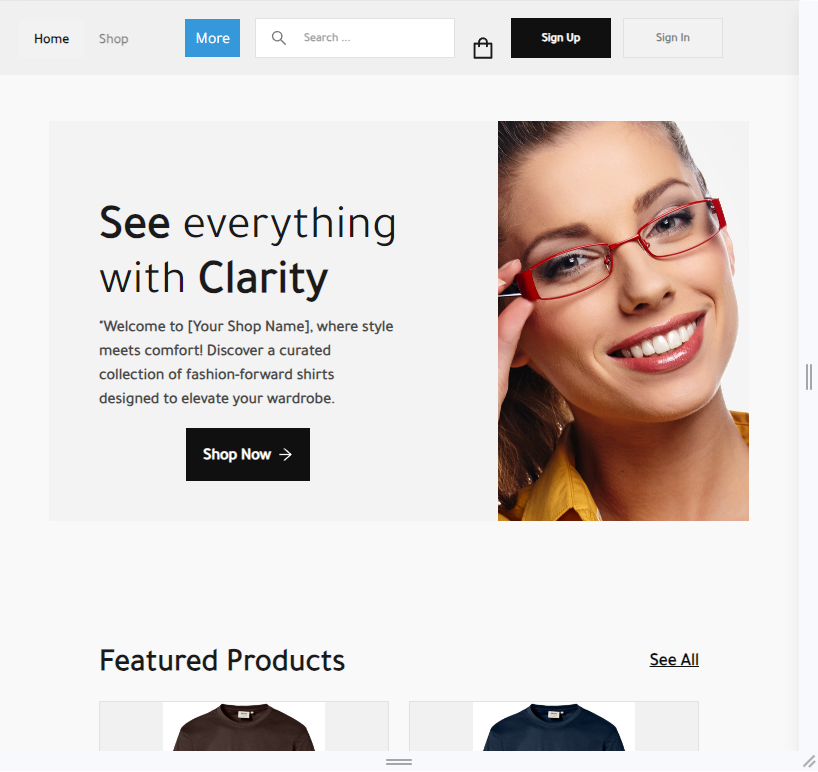 Home
Shop
More
Search ...
Sign Up
Sign In
See everything
with Clarity
"Welcome to [Your Shop Name], where style
meets comfort! Discover a curated
collection of fashion-forward shirts
designed to elevate your wardrobe.
Shop Now
Featured Products
See All